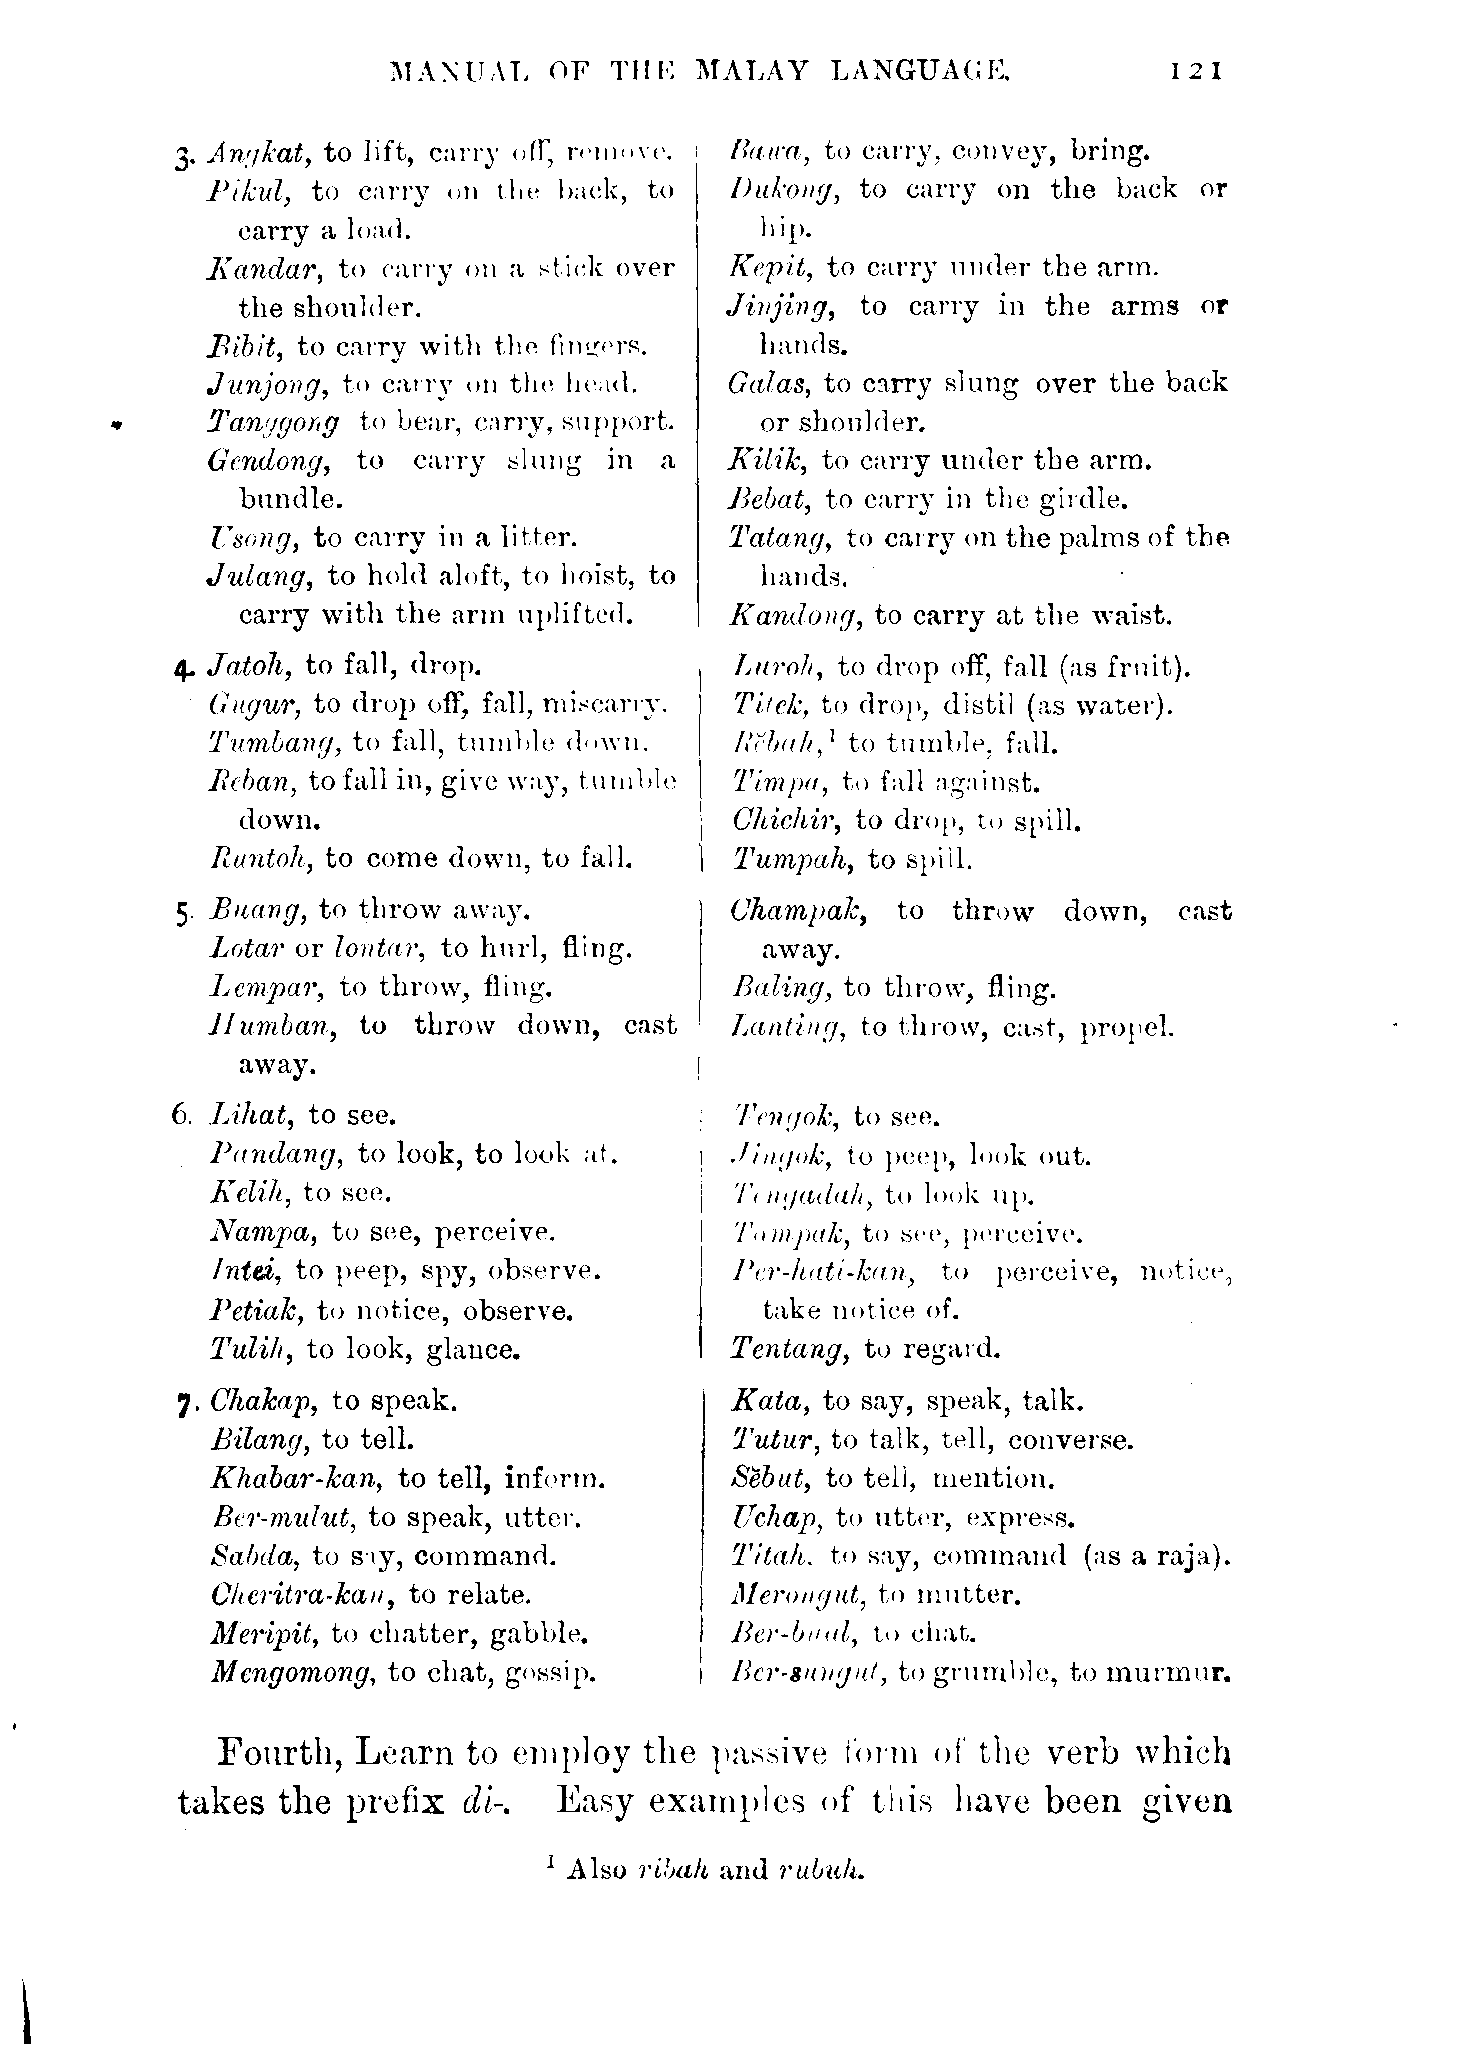 MANUAL OF THE MALAY LANGUAGE. 121
3. Angkat, to lift, carry off, remove.
Pikul, to carry on the back, to
carry a load.
Kandar, to carry on a stick over
the shoulder.
Bibit, to carry with the fingers.
Junjong, to carry on the head.
Tanggong to bear, carry, support.
Gendong, to carry slung in a
bundle.
Usong, to carry in a litter.
Julang, to hold aloft, to hoist, to
carry with the arm uplifted.
Bawa, to carry, convey, bring.
Dukong, to carry on the back or
hip.
Kepit, to carry under the arm.
Jinjing, to carry in the arms or
hands.
Galas, to carry slung over the back
or shoulder.
Kilik, to carry under the arm.
Bebat, to carry in the girdle.
Tatang, to carry on the palms of the
hands.
Kandong, to carry at the waist.
4. Jatoh, to fall, drop.
Gugur, to drop off, fall, miscarry.
Tumbang, to fall, tumble down.
Reban, to fall in, give way, tumble
down.
Runtoh, to come down, to fall.
Luroh, to drop off, fall (as fruit).
Titek, to drop, distil (as water).
Rĕbah,¹ to tumble, fall.
Timpa, to fall against.
Chichir, to drop, to spill.
Tumpah, to spill.
5. Buang, to throw away.
Lotar or lontar, to hurl, fling.
Lempar, to throw, fling.
Humban, to throw down, cast
away.
Champak, to throw down, cast
away.
Baling, to throw, fling.
Lanting, to throw, cast, propel.
6. Lihat, to see.
Pandang, to look, to look at.
Kelih, to see.
Nampa, to see, perceive.
Intei, to peep, spy, observe.
Petiak, to notice, observe.
Tulih, to look, glance.
Tengok, to see.
Jingok, to peep, look out.
Tengadah, to look up.
Tampak, to see, perceive.
Per-hati-kan, to perceive, notice,
take notice of.
Tentang, to regard.
7. Chakap, to speak.
Bilang, to tell.
Khabar-kan, to tell, inform.
Ber-mulut, to speak, utter.
Sabda, to say, command.
Cheritra-kan, to relate.
Meripit, to chatter, gabble.
Mengomong, to chat, gossip.
Kata, to say, speak, talk.
Tutur, to talk, tell, converse.
Sĕbut, to tell, mention.
Uchap, to utter, express.
Titah, to say, command (as a raja).
Merongut, to mutter.
Ber-bual, to chat.
Ber-sungut, to grumble, to murmur.
Fourth, Learn to employ the passive form of the verb which
takes the prefix di-. Easy examples of this have been given
¹ Also ribah and rubuh.